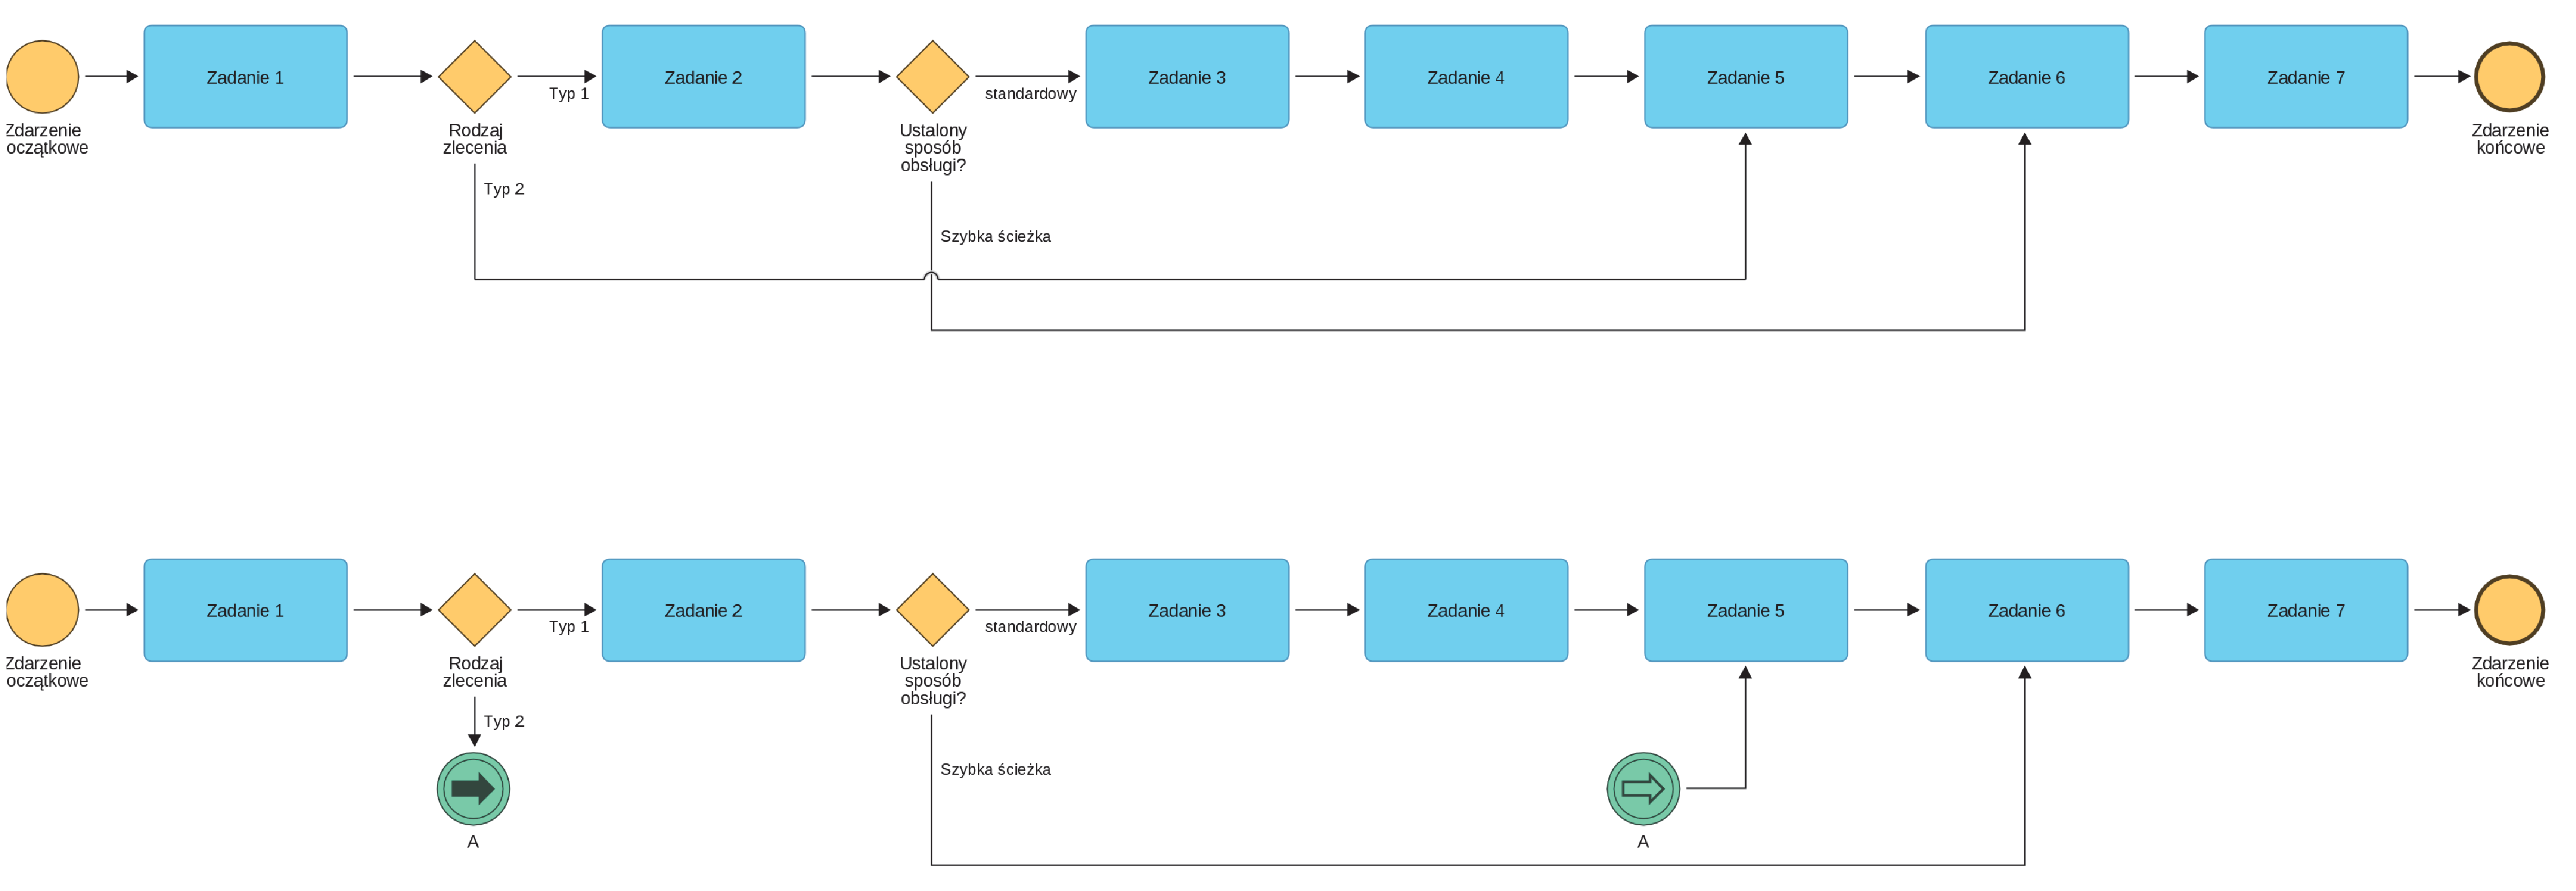 Zadanie 1
Zadanie 2
Zadanie 3
Zadanie 4
Zadanie 5
Zadanie 6
Zadanie 7
Typ 1
standardowy
Zdarzenie
oczątkowe
Rodzaj
zlecenia
Ustalony
sposób
obsługi?
Zdarzenie
końcowe
Typ 2
Szybka ścieżka
Zadanie 1
Zadanie 2
Zadanie 3
Zadanie 4
Zadanie 5
Zadanie 6
Zadanie 7
Typ 1
standardowy
Zdarzenie
oczątkowe
Rodzaj
zlecenia
Ustalony
sposób
obsługi?
Zdarzenie
końcowe
Typ 2
Szybka ścieżka
A
A